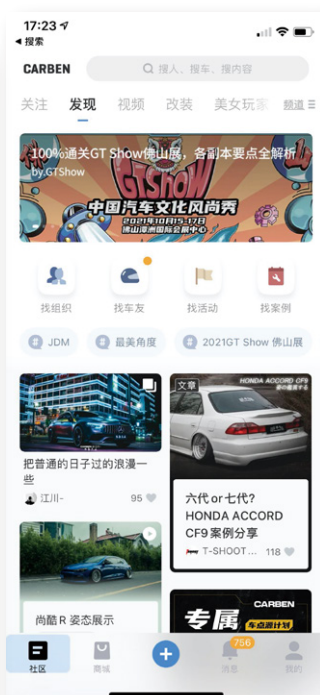 17:23
搜索
CARBEN
搜人、搜车、搜内容
关注 发现 视频 改装 美女玩家 频道
100%通关GT Show佛山展，各副本要点全解析
by.GTShow
GTSHOW
中国汽车文化风尚秀
2021年10月15-17日
佛山潭洲国际会展中心
找组织 找车友 找活动 找案例
# JDM # 最美角度 # 2021GT Show 佛山展
把普通的日子过的浪漫一
些
江川- 95
文章
HONDA ACCORD CF9
六代 or 七代?
HONDA ACCORD
CF9 案例分享
T-SHOOT ... 118
尚酷 R 姿态展示
CARBEN
专属 车点源计划
756
社区 商城 消息 我的